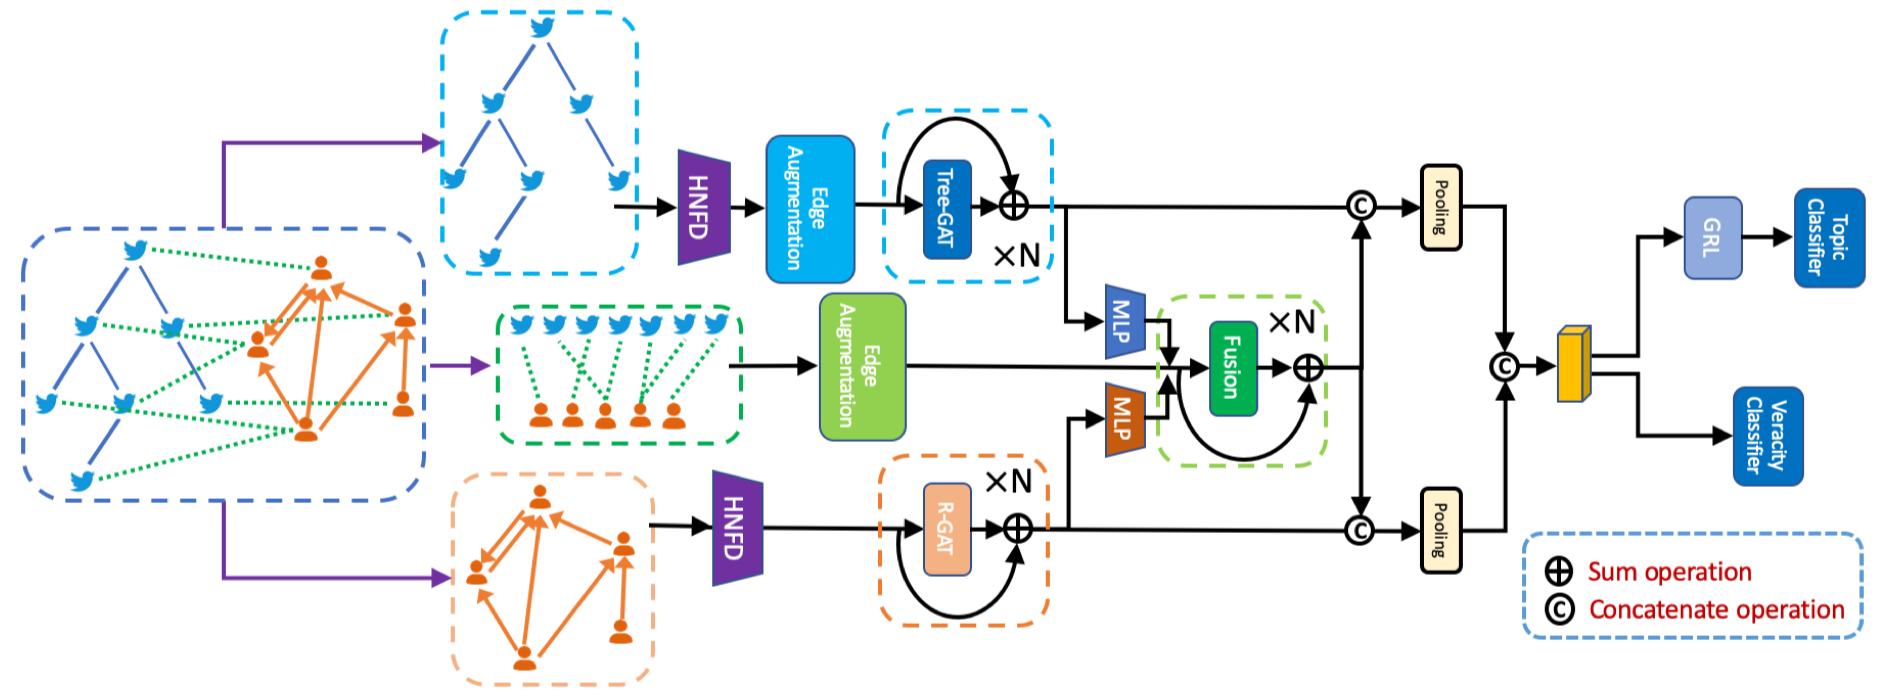 HNFD
Edge
Augmentation
Tree-GAT
×N
C
Pooling
GRL
Topic
Classifier
Edge
Augmentation
MLP
MLP
Fusion
×N
C
Veracity
Classifier
HNFD
R-GAT
×N
C
Pooling
Sum operation
C
Concatenate operation